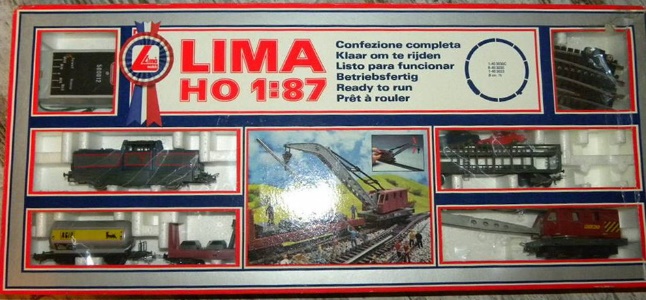 Lima
LIMA
HO 1:87
Confezione completa
Klaar om te rijden
Listo para funcionar
Betriebsfertig
Ready to run
Prêt à rouler